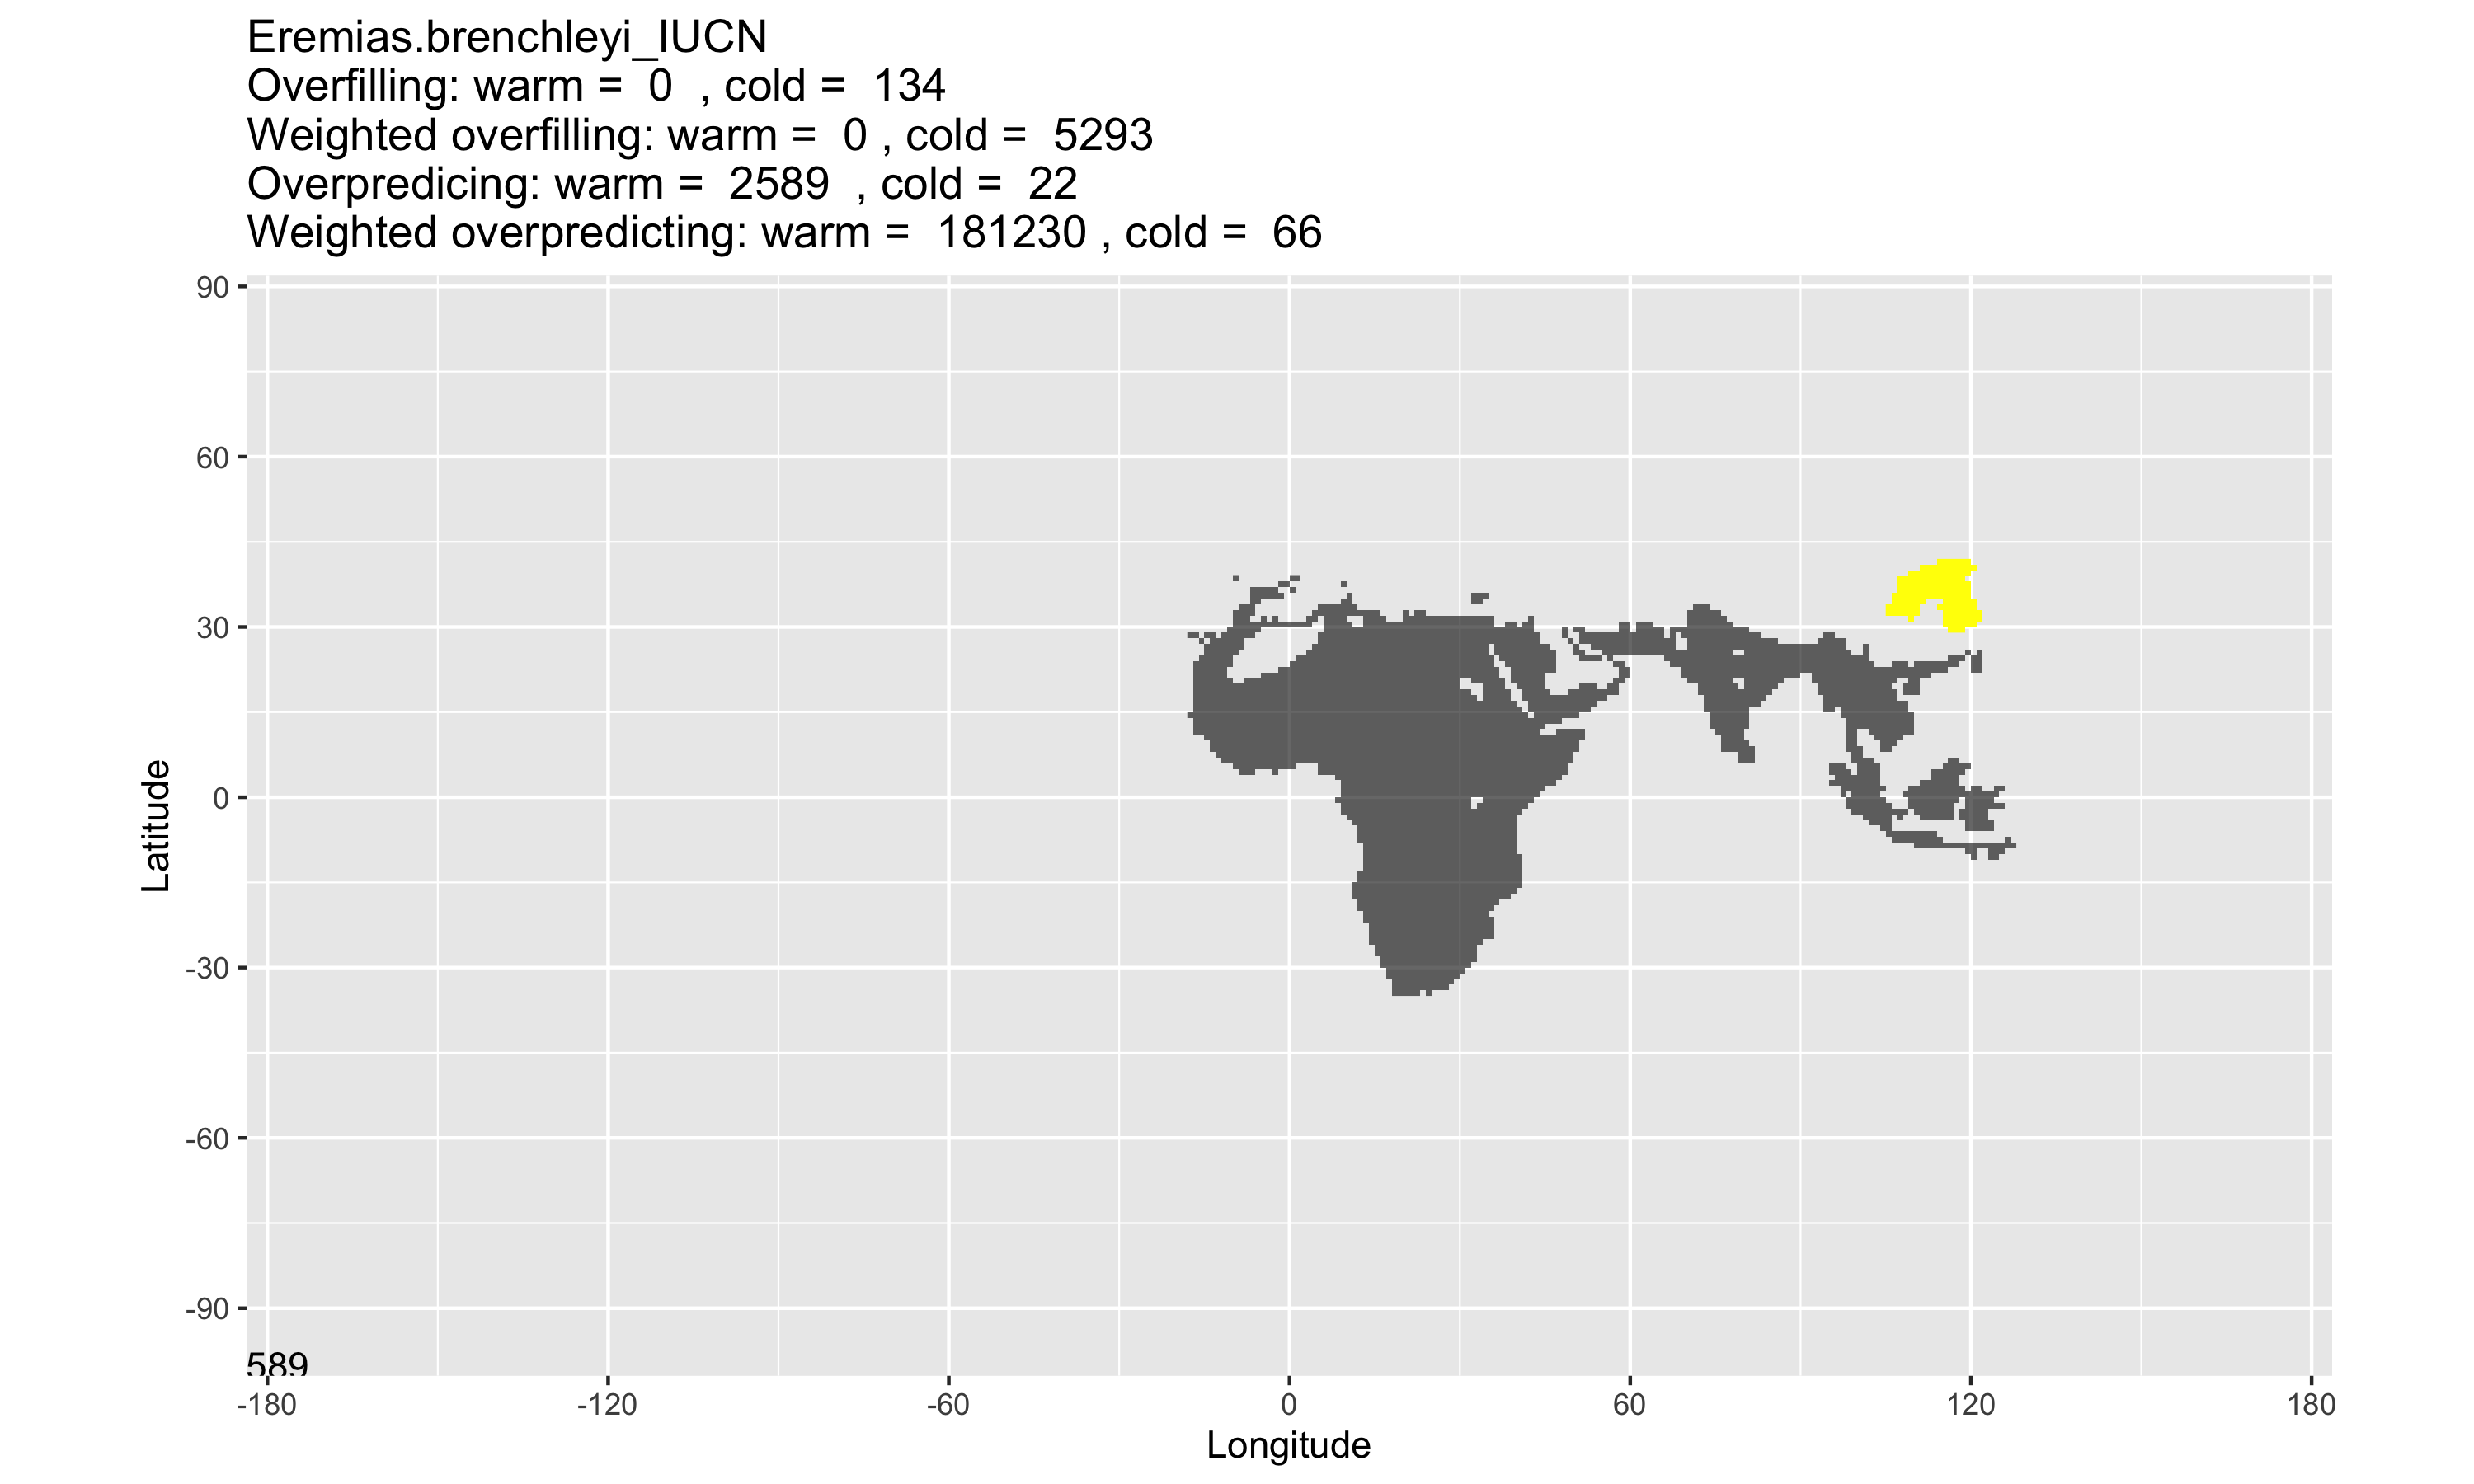 Eremias.brenchleyi_IUCN
Overfilling: warm =  0  , cold =  134
Weighted overfilling: warm =  0 , cold =  5293
Overpredicing: warm =  2589  , cold =  22
Weighted overpredicting: warm =  181230 , cold =  66
90
60
30
0
-30
-60
-90
Latitude
589
-180
-120
-60
0
60
120
180
Longitude